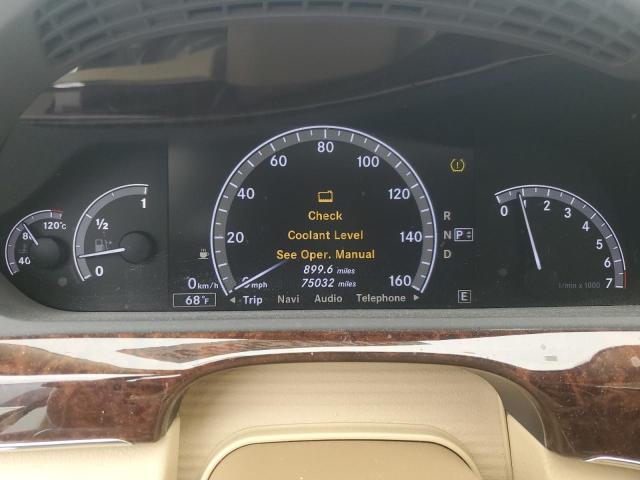 120°C
80
40
1
1/2
0
0 20 40 60 80 100 120 140 160
mph
Check
Coolant Level
See Oper. Manual
899.6 miles
75032 miles
0 km/h
68°F
◄ Trip Navi Audio Telephone ►
R
N P
D
E
0 1 2 3 4 5 6 7
1/min x 1000